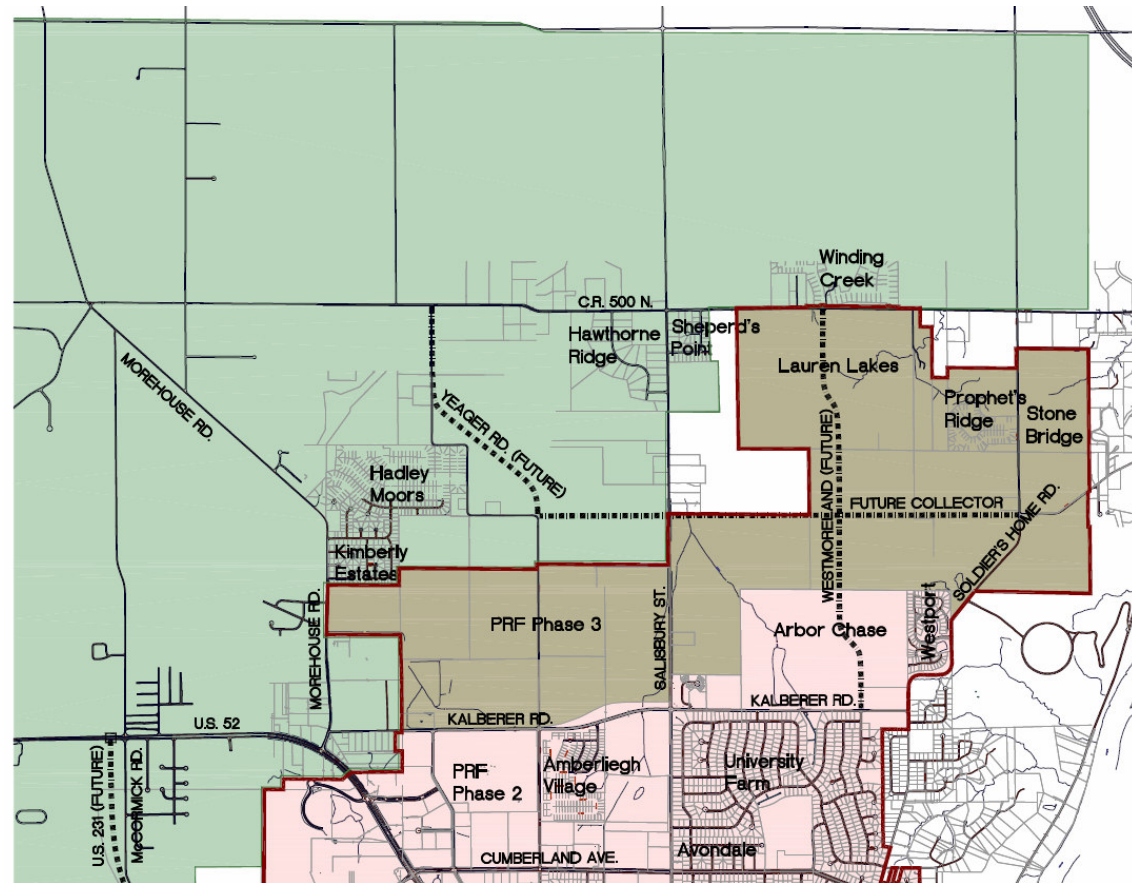 Winding
Creek
C.R. 500 N.
Hawthorne
Ridge
Sheperd's
Point
Lauren Lakes
MOREHOUSE RD.
YEAGER RD. (FUTURE)
Prophet's
Ridge
Stone
Bridge
Hadley
Moors
WESTMORELAND (FUTURE)
FUTURE COLLECTOR
SOLDIER'S HOME RD.
Kimberly
Estates
MOREHOUSE RD.
PRF Phase 3
SALISBURY ST.
Arbor Chase
Westport
KALBERER RD.
KALBERER RD.
U.S. 52
U.S. 231 (FUTURE)
McCORMICK RD.
PRF
Phase 2
Amberliegh
Village
University
Farm
Avondale
CUMBERLAND AVE.